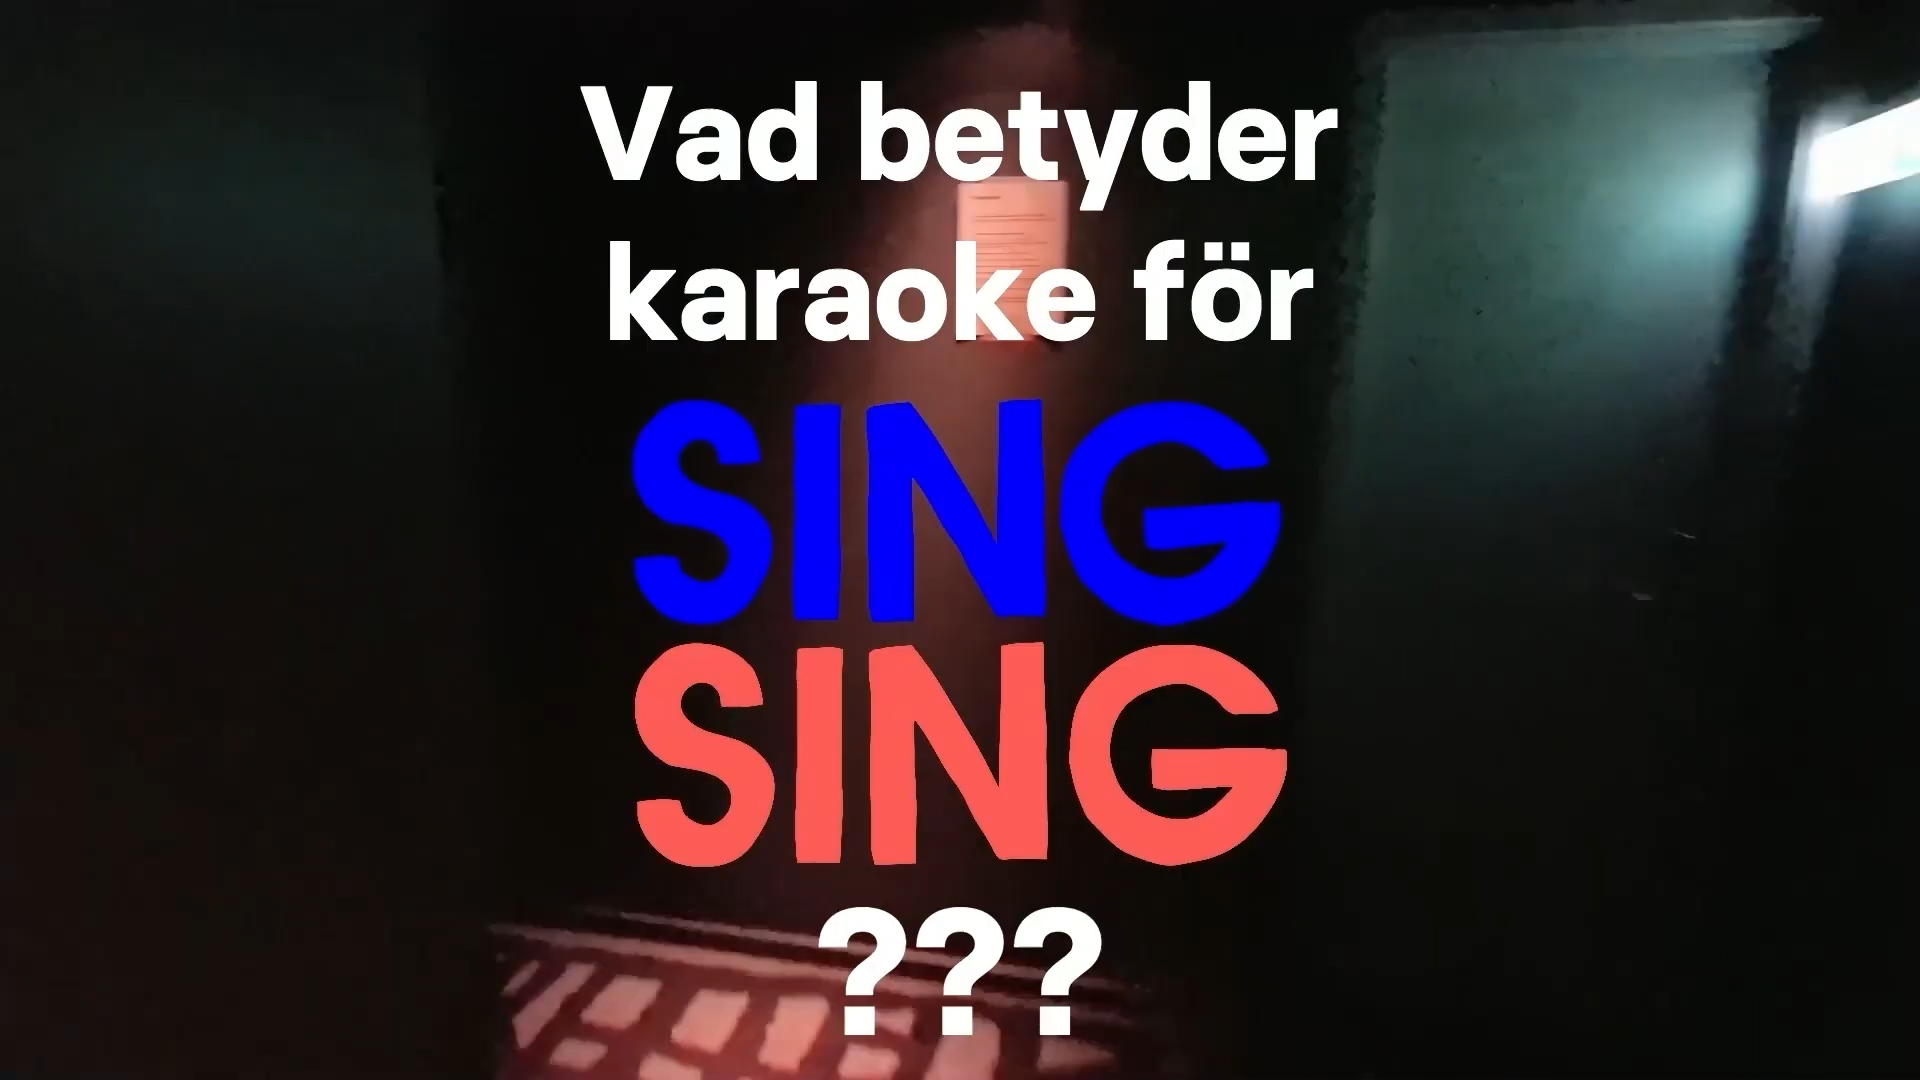 Vad betyder
karaoke för
SING
SING
???